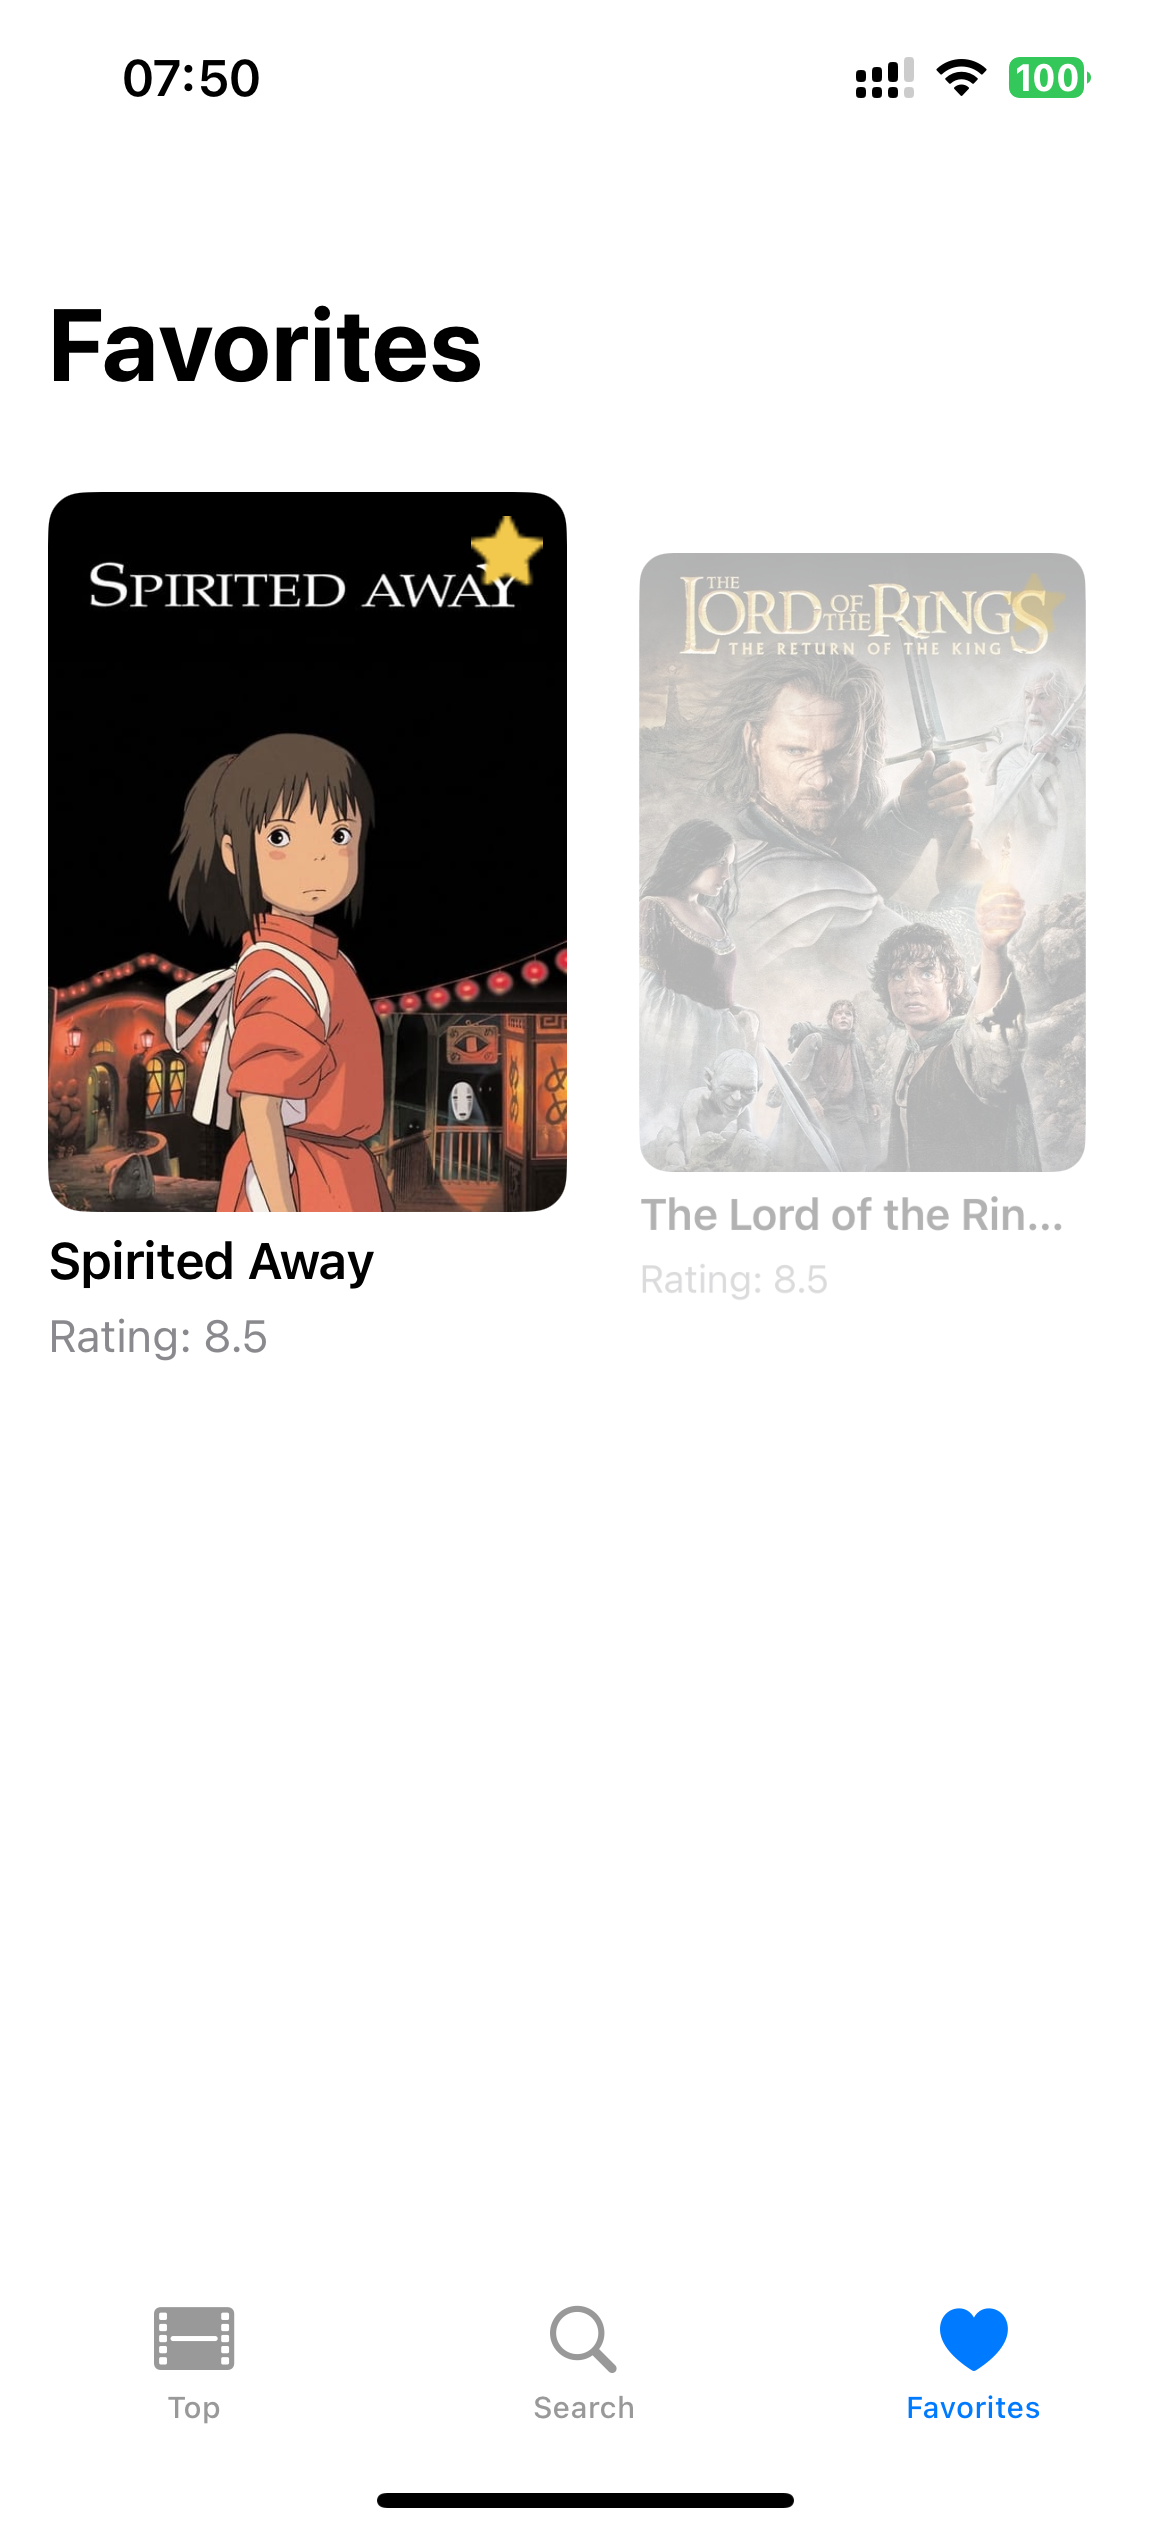 07:50
100
Favorites
SPIRITED AWAY
THE
LORD OF THE RINGS
THE RETURN OF THE KING
Spirited Away
Rating: 8.5
The Lord of the Rin...
Rating: 8.5
Top
Search
Favorites